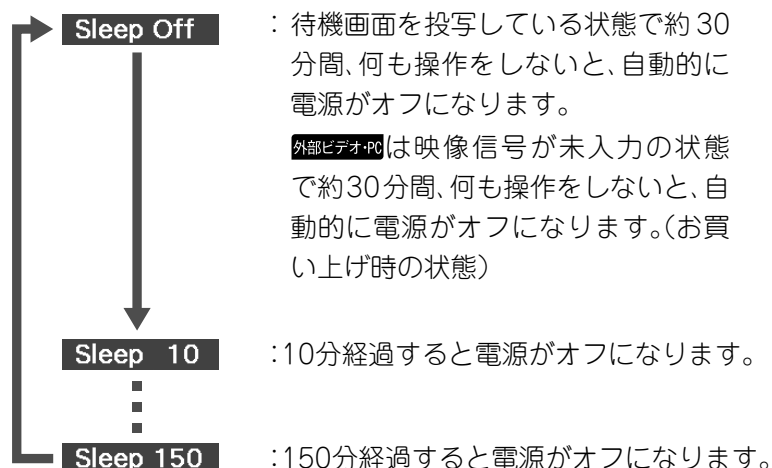 Sleep Off ：待機画面を投写している状態で約30
分間、何も操作をしないと、自動的に
電源がオフになります。
外部ビデオ・PCは映像信号が未入力の状態
で約30分間、何も操作をしないと、自
動的に電源がオフになります。（お買
い上げ時の状態）
Sleep 10 ：10分経過すると電源がオフになります。
Sleep 150 ：150分経過すると電源がオフになります。